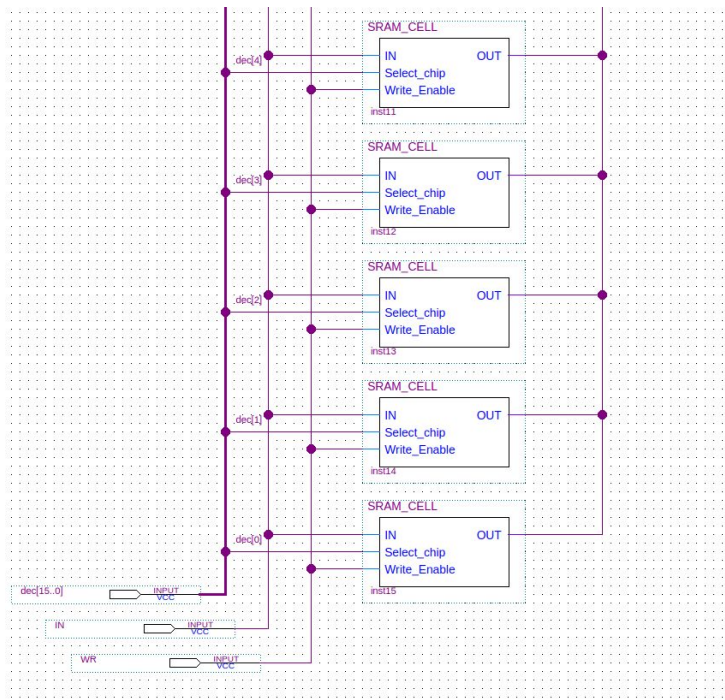 SRAM_CELL
dec[4]
IN OUT
Select_chip
Write_Enable
inst11
SRAM_CELL
dec[3]
IN OUT
Select_chip
Write_Enable
inst12
SRAM_CELL
dec[2]
IN OUT
Select_chip
Write_Enable
inst13
SRAM_CELL
dec[1]
IN OUT
Select_chip
Write_Enable
inst14
SRAM_CELL
dec[0]
IN OUT
Select_chip
Write_Enable
inst15
dec[15..0] INPUT
VCC
IN INPUT
VCC
WR INPUT
VCC